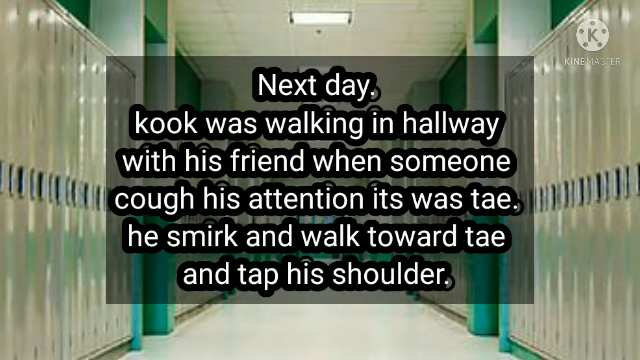 KINEMASTER
Next day.
kook was walking in hallway
with his friend when someone
cough his attention its was tae.
he smirk and walk toward tae
and tap his shoulder.